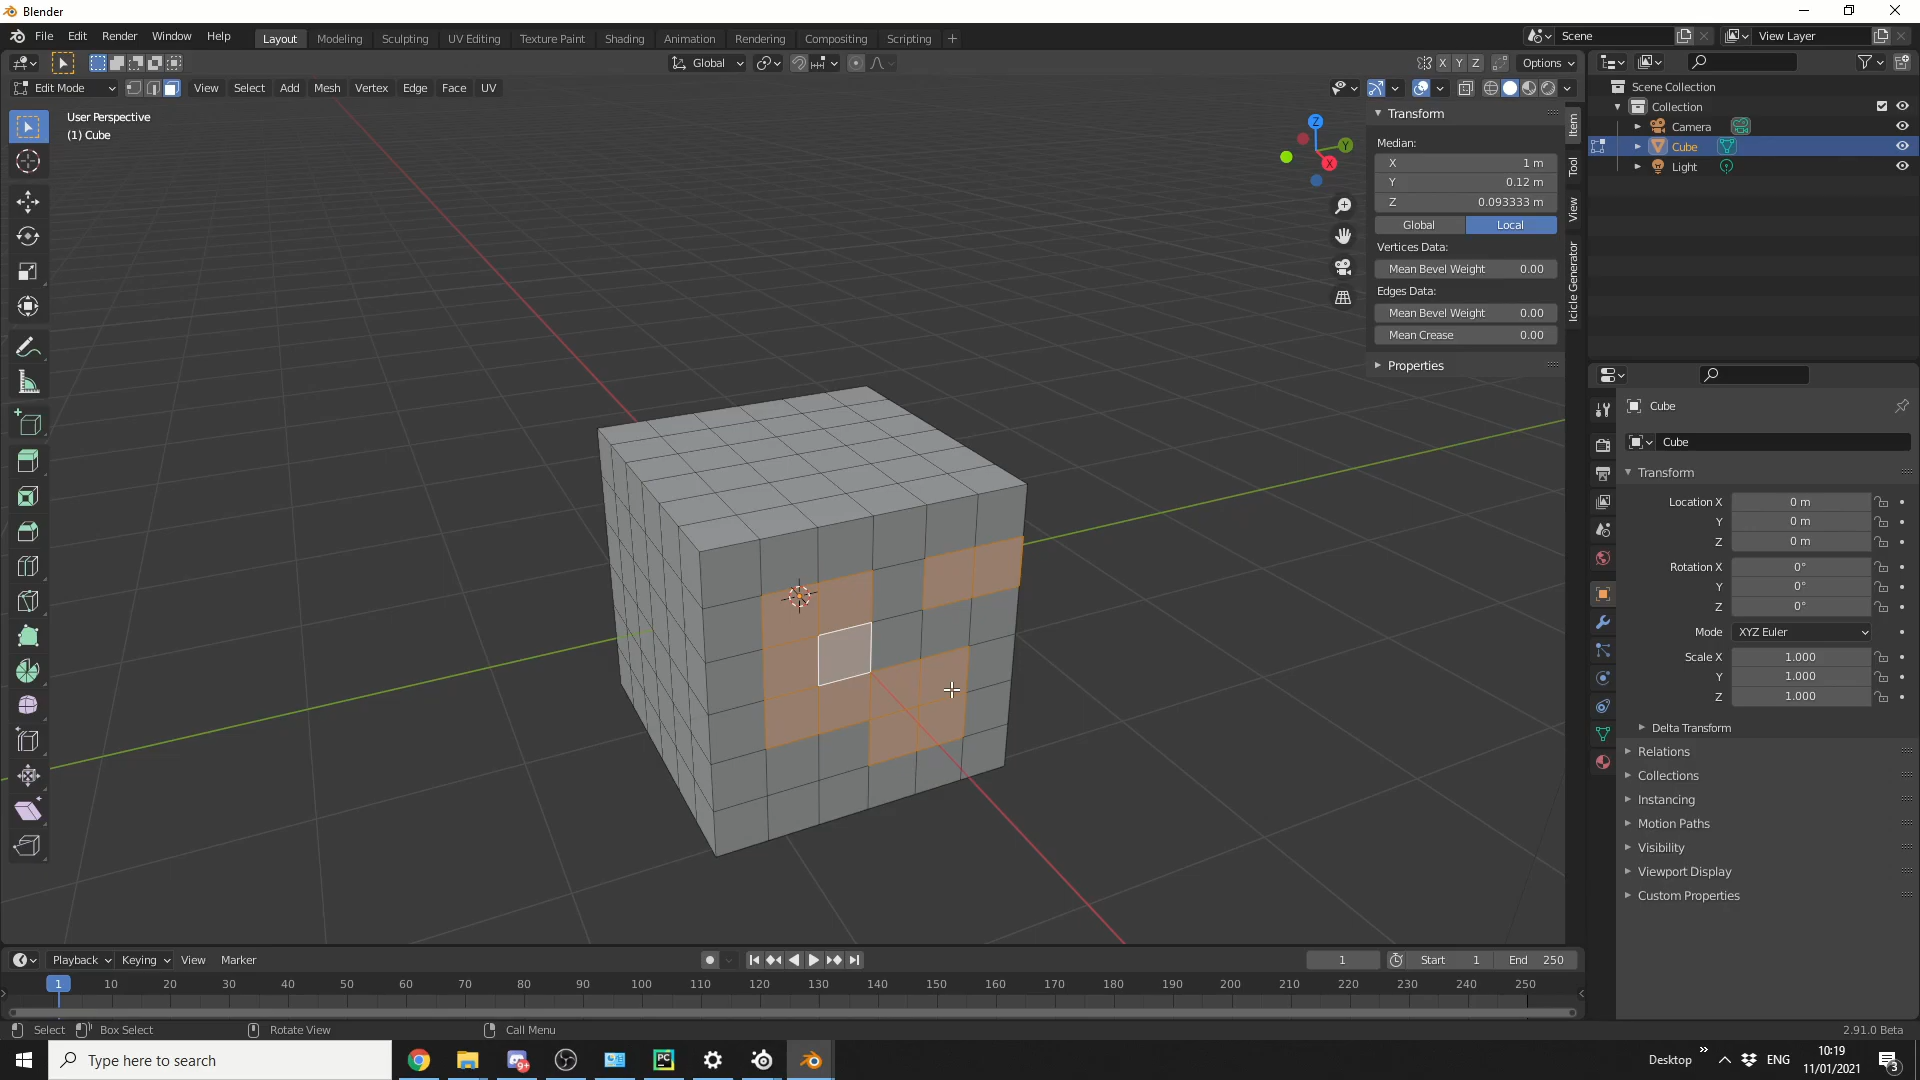 Blender
File Edit Render Window Help
Layout Modeling Sculpting UV Editing Texture Paint Shading Animation Rendering Compositing Scripting +
Scene
View Layer
Global
X Y Z
Options
Edit Mode
View Select Add Mesh Vertex Edge Face UV
User Perspective
(1) Cube
Z
Y
X
Transform
Median:
X 1 m
Y 0.12 m
Z 0.093333 m
Global Local
Vertices Data:
Mean Bevel Weight 0.00
Edges Data:
Mean Bevel Weight 0.00
Mean Crease 0.00
Properties
Item
Tool
View
Icicle Generator
Scene Collection
Collection
Camera
Cube
Light
Cube
Cube
Transform
Location X 0 m
Y 0 m
Z 0 m
Rotation X 0°
Y 0°
Z 0°
Mode XYZ Euler
Scale X 1.000
Y 1.000
Z 1.000
Delta Transform
Relations
Collections
Instancing
Motion Paths
Visibility
Viewport Display
Custom Properties
Playback Keying View Marker
1
Start 1
End 250
1 10 20 30 40 50 60 70 80 90 100 110 120 130 140 150 160 170 180 190 200 210 220 230 240 250
Select Box Select Rotate View Call Menu
2.91.0 Beta
Type here to search
9+
PC
Desktop
»
ENG
10:19
11/01/2021
3